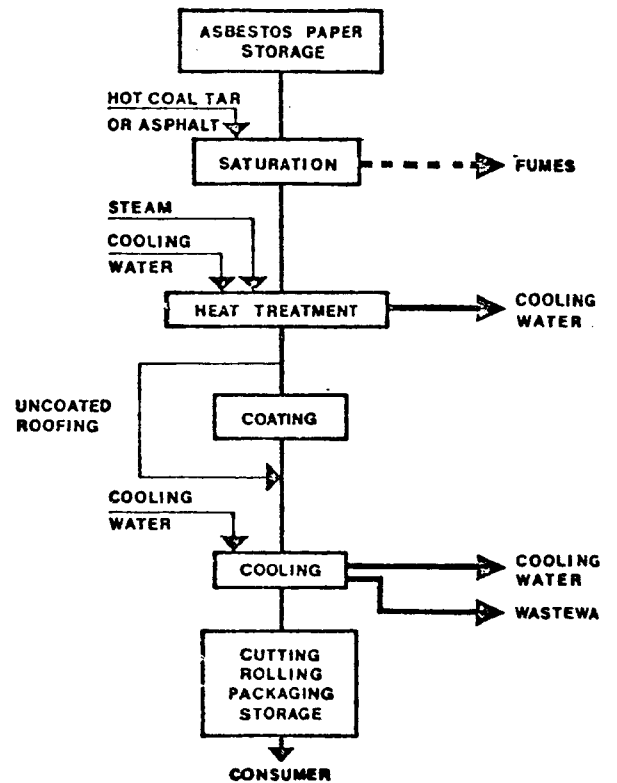 ASBESTOS PAPER
STORAGE
HOT COAL TAR
OR ASPHALT
SATURATION
FUMES
STEAM
COOLING
WATER
HEAT TREATMENT
COOLING
WATER
UNCOATED
ROOFING
COATING
COOLING
WATER
COOLING
COOLING
WATER
WASTEWA
CUTTING
ROLLING
PACKAGING
STORAGE
CONSUMER